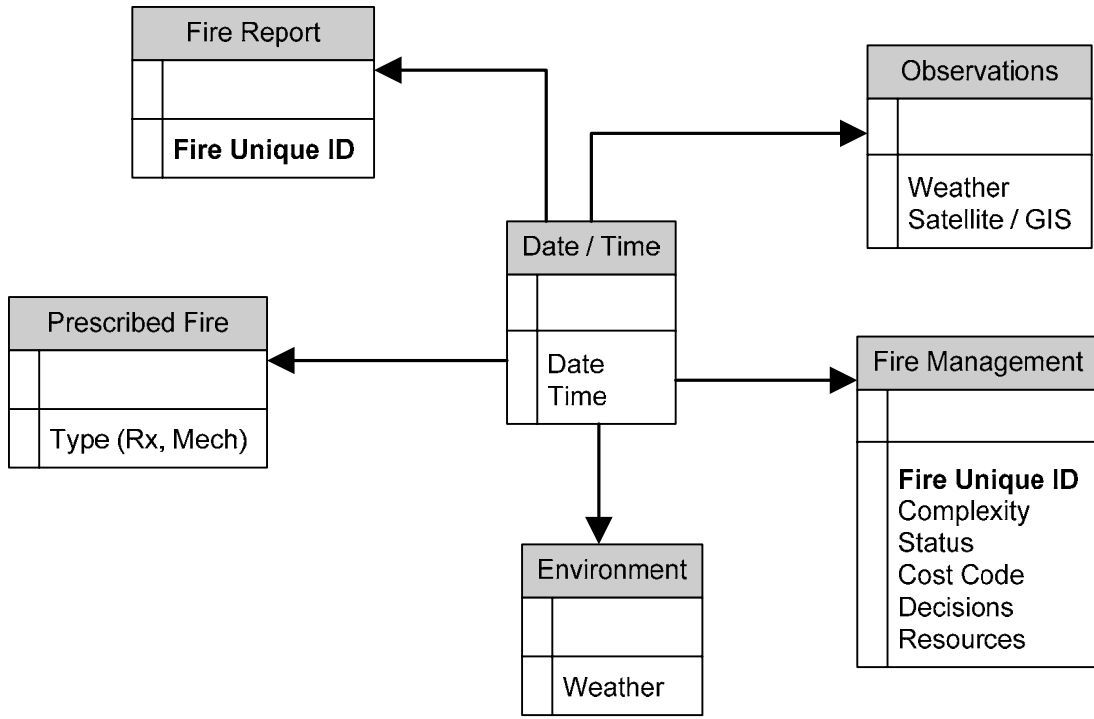 Fire Report
Fire Unique ID
Observations
Weather
Satellite / GIS
Date / Time
Date
Time
Prescribed Fire
Type (Rx, Mech)
Fire Management
Fire Unique ID
Complexity
Status
Cost Code
Decisions
Resources
Environment
Weather